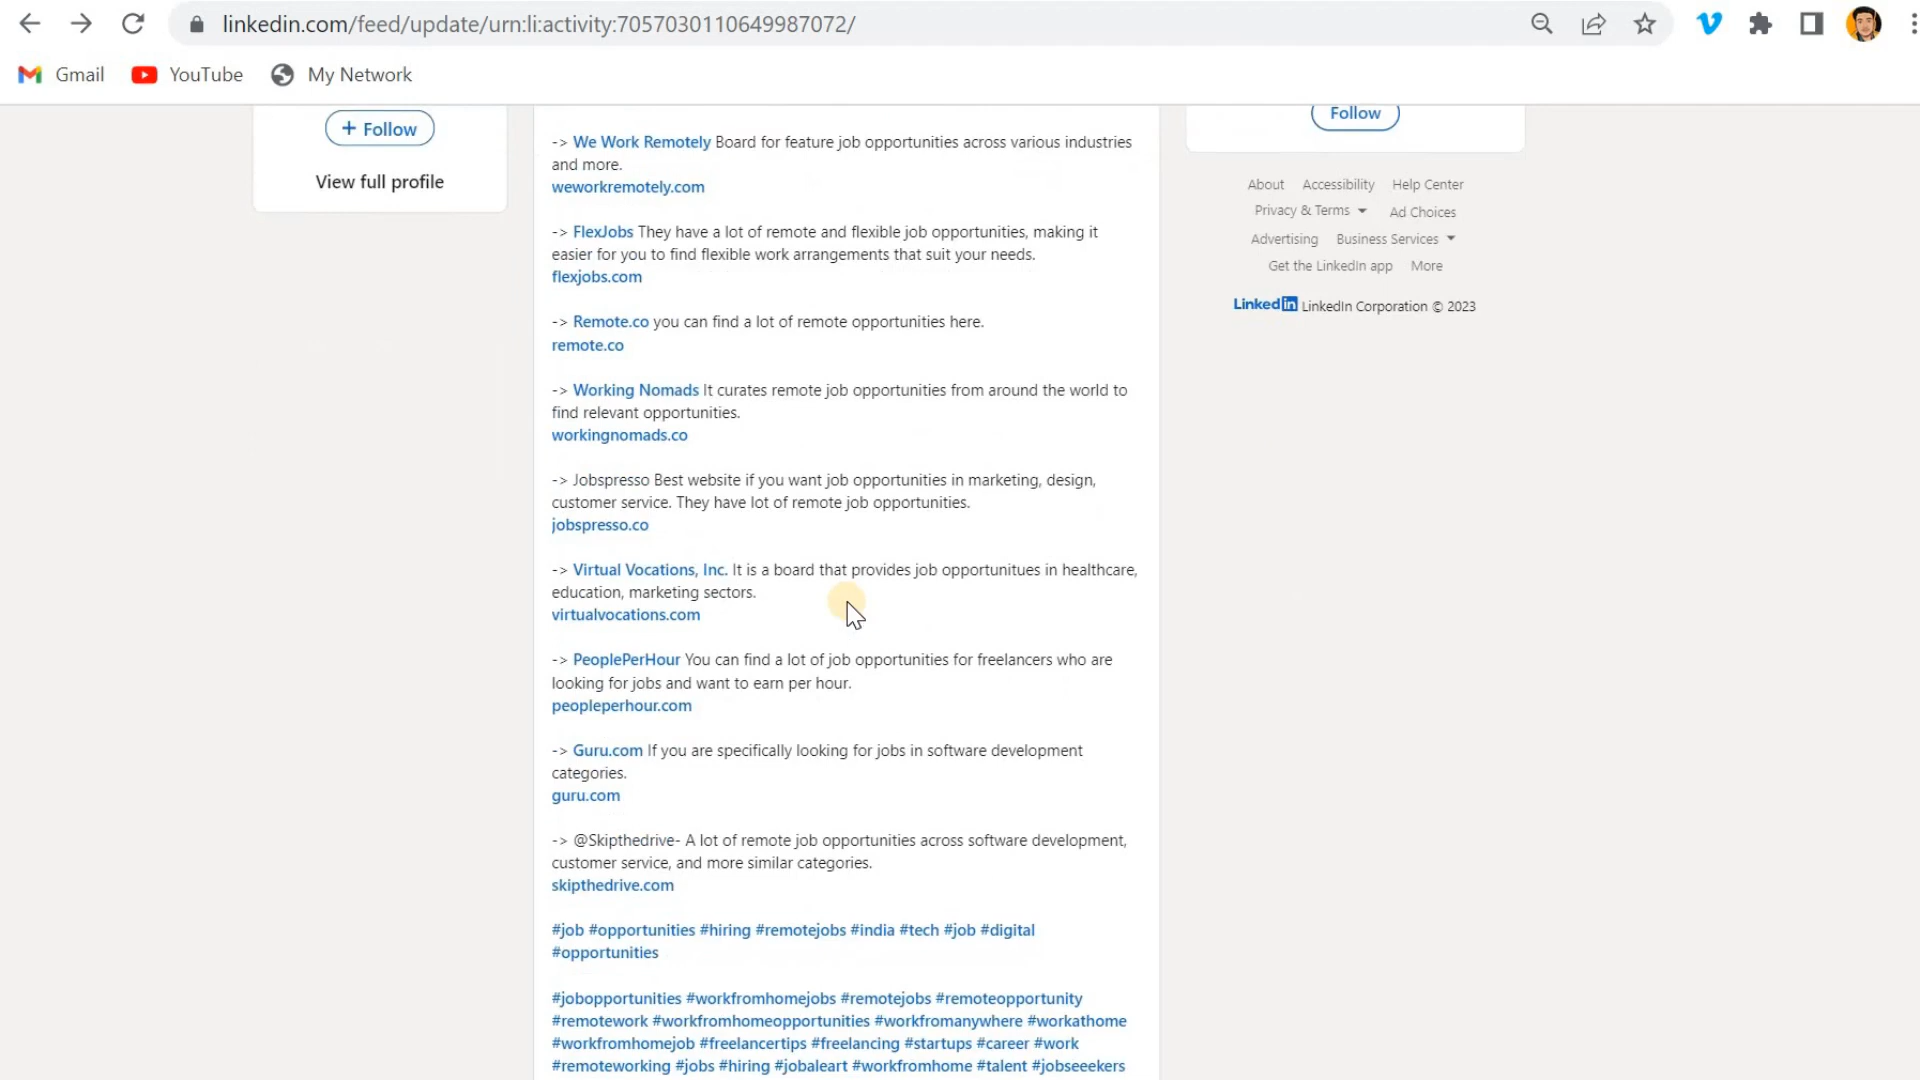 linkedin.com/feed/update/urn:li:activity:7057030110649987072/
Gmail
YouTube
My Network
+ Follow
View full profile
-> We Work Remotely Board for feature job opportunities across various industries
and more.
weworkremotely.com
-> FlexJobs They have a lot of remote and flexible job opportunities, making it
easier for you to find flexible work arrangements that suit your needs.
flexjobs.com
-> Remote.co you can find a lot of remote opportunities here.
remote.co
-> Working Nomads It curates remote job opportunities from around the world to
find relevant opportunities.
workingnomads.co
-> Jobspresso Best website if you want job opportunities in marketing, design,
customer service. They have lot of remote job opportunities.
jobspresso.co
-> Virtual Vocations, Inc. It is a board that provides job opportunitues in healthcare,
education, marketing sectors.
virtualvocations.com
-> PeoplePerHour You can find a lot of job opportunities for freelancers who are
looking for jobs and want to earn per hour.
peopleperhour.com
-> Guru.com If you are specifically looking for jobs in software development
categories.
guru.com
-> @Skipthedrive- A lot of remote job opportunities across software development,
customer service, and more similar categories.
skipthedrive.com
#job #opportunities #hiring #remotejobs #india #tech #job #digital
#opportunities
#jobopportunities #workfromhomejobs #remotejobs #remoteopportunity
#remotework #workfromhomeopportunities #workfromanywhere #workathome
#workfromhomejob #freelancertips #freelancing #startups #career #work
#remoteworking #jobs #hiring #jobaleart #workfromhome #talent #jobseeekers
Follow
About Accessibility Help Center
Privacy & Terms Ad Choices
Advertising Business Services
Get the LinkedIn app More
LinkedIn LinkedIn Corporation © 2023